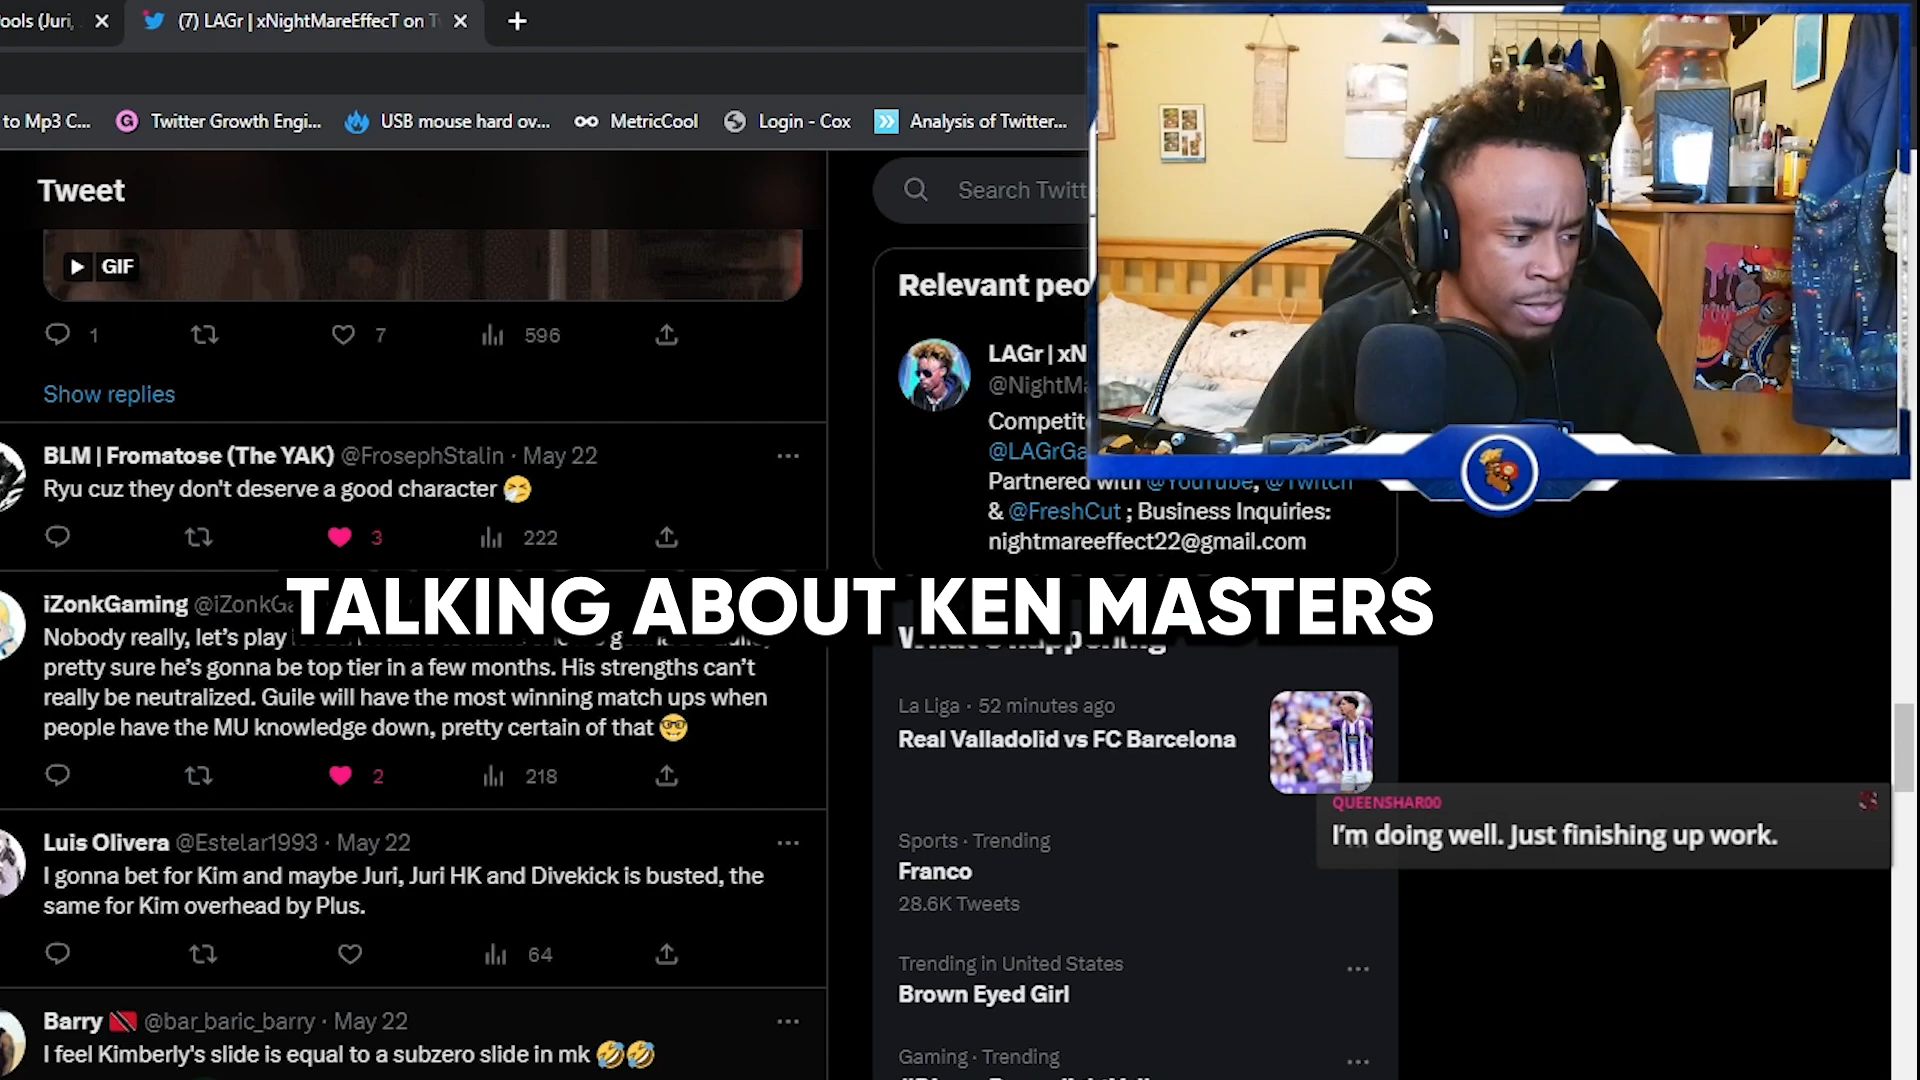 ools (Juri,
(7) LAGr | xNightMareEffecT on
to Mp3 C...
Twitter Growth Engi...
USB mouse hard ov...
MetricCool
Login - Cox
Analysis of Twitter...
Tweet
GIF
1
7
596
Show replies
BLM | Fromatose (The YAK) @FrosephStalin · May 22
Ryu cuz they don't deserve a good character 🤧
3
222
iZonkGaming
Nobody really, let's play
pretty sure he's gonna be top tier in a few months. His strengths can't
really be neutralized. Guile will have the most winning match ups when
people have the MU knowledge down, pretty certain of that 🤓
2
218
Luis Olivera @Estelar1993 · May 22
I gonna bet for Kim and maybe Juri, Juri HK and Divekick is busted, the
same for Kim overhead by Plus.
64
Barry 🇹🇹 @bar_baric_barry · May 22
I feel Kimberly's slide is equal to a subzero slide in mk 🤣🤣
TALKING ABOUT KEN MASTERS
Search Twitt
Relevant peo
LAGr | xN
@NightMa
Competit
@LAGrGa
Partnered with @YouTube, @Twitch
& @FreshCut ; Business Inquiries:
nightmareeffect22@gmail.com
What's happening
La Liga · 52 minutes ago
Real Valladolid vs FC Barcelona
Sports · Trending
Franco
28.6K Tweets
Trending in United States
Brown Eyed Girl
Gaming · Trending
QUEENSHAR00
I'm doing well. Just finishing up work.